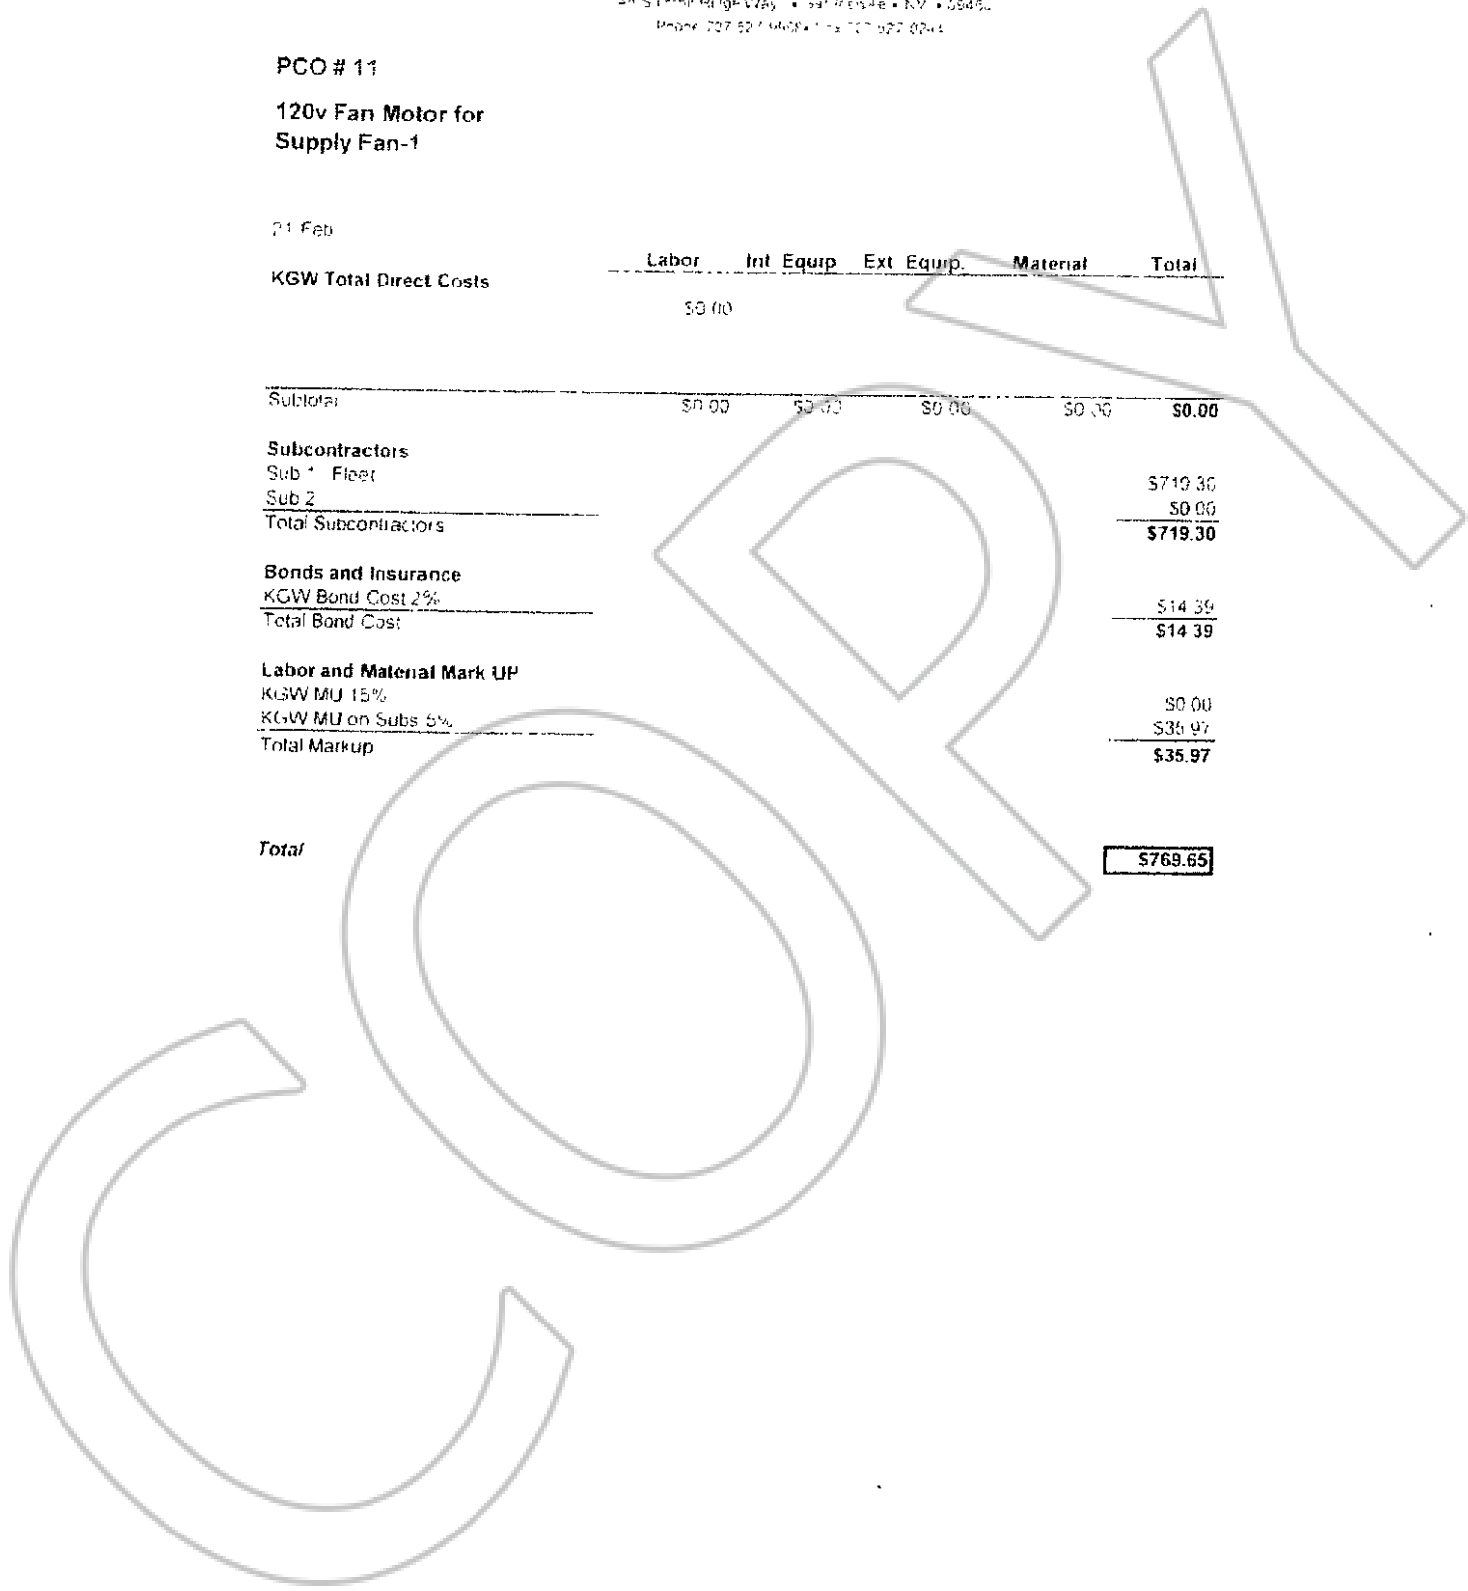 PCO # 11
120v Fan Motor for
Supply Fan-1
21 Feb
Labor Int Equip Ext Equip. Material Total
KGW Total Direct Costs
$0.00
Subtotal $0.00 $0.00 $0.00 $0.00 $0.00
Subcontractors
Sub 1 $719.30
Sub 2 $0.00
Total Subcontractors $719.30
Bonds and Insurance
KGW Bond Cost 2% $14.39
Total Bond Cost $14.39
Labor and Material Mark UP
KGW MU 15% $0.00
KGW MU on Subs 5% $35.97
Total Markup $35.97
Total $769.65
COPY